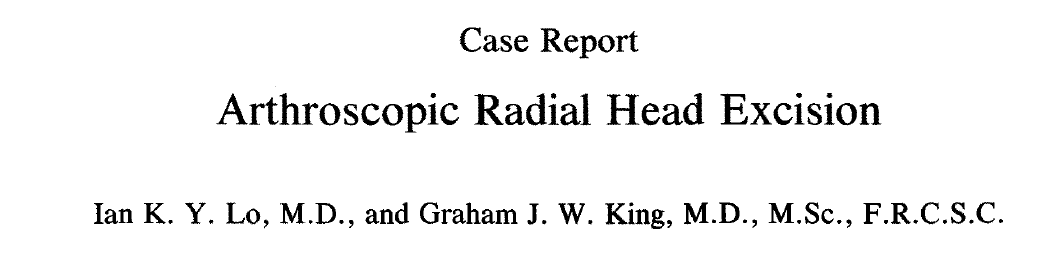 Case Report
Arthroscopic Radial Head Excision
Ian K. Y. Lo, M.D., and Graham J. W. King, M.D., M.Sc., F.R.C.S.C.